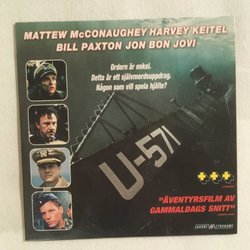 MATTEW McCONAUGHEY HARVEY KEITEL
BILL PAXTON JON BON JOVI
Ordern är enkel.
Detta är ett självmordsuppdrag.
Någon som vill spela hjälte?
U-571
"ÄVENTYRSFILM AV
GAMMALDAGS SNITT"